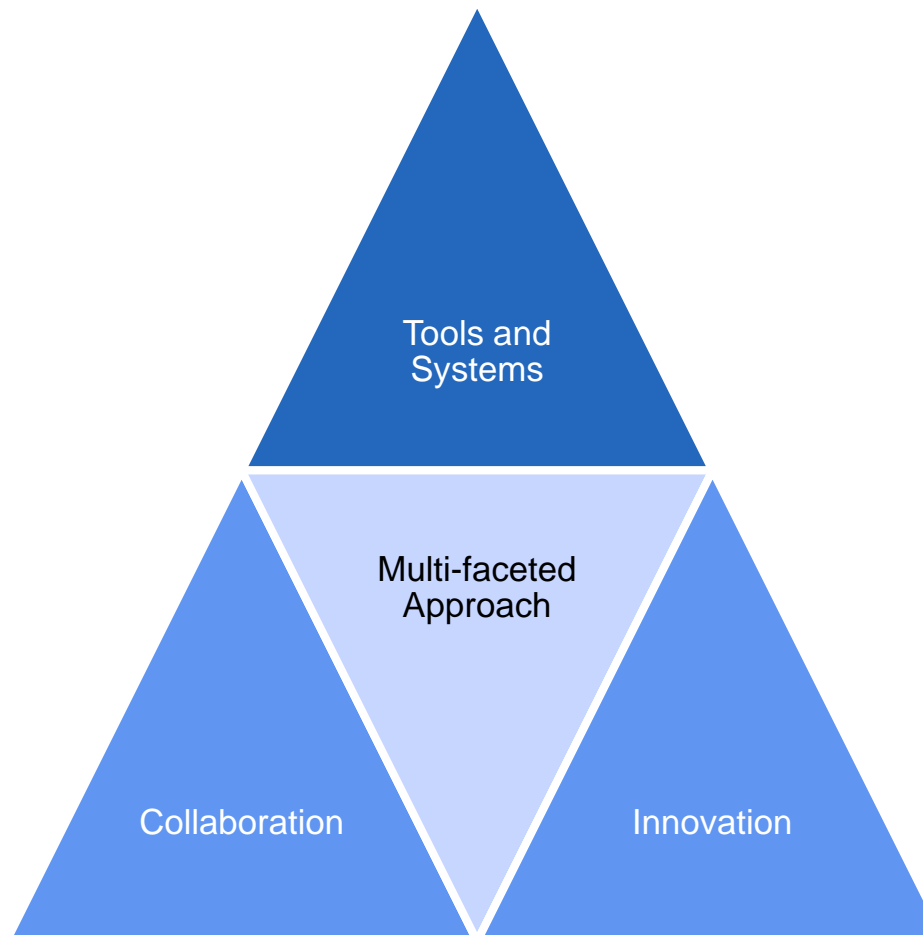 Tools and
Systems
Multi-faceted
Approach
Collaboration
Innovation